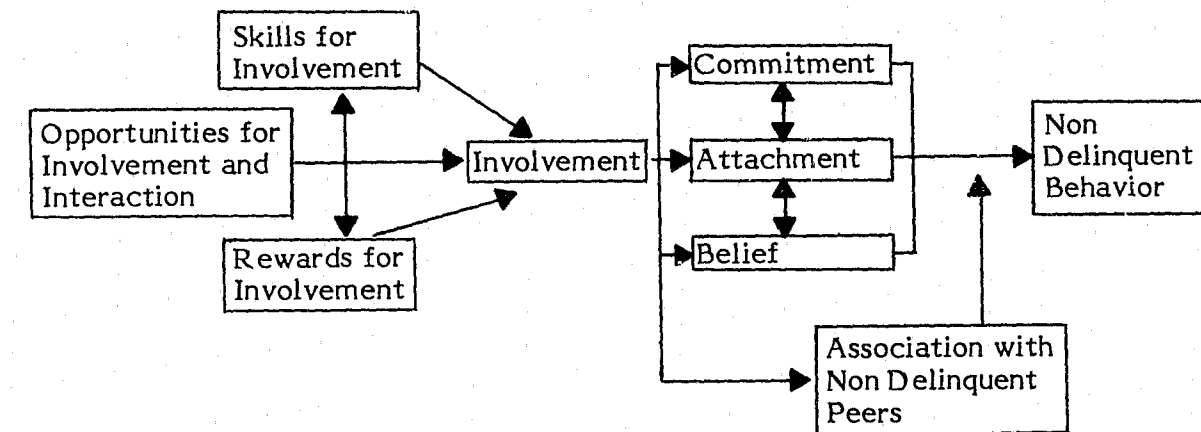 Skills for
Involvement
Opportunities for
Involvement and
Interaction
Rewards for
Involvement
Involvement
Commitment
Attachment
Belief
Association with
Non Delinquent
Peers
Non
Delinquent
Behavior